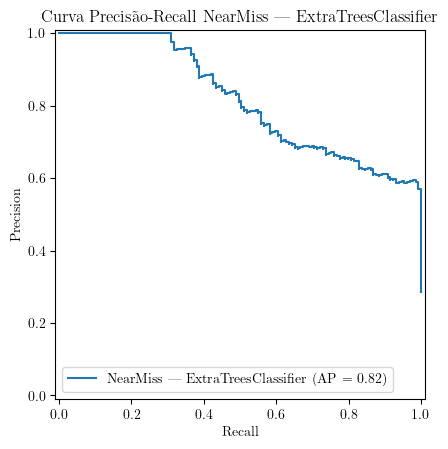 Curva Precisão-Recall NearMiss — ExtraTreesClassifier
1.0
0.8
0.6
0.4
0.2
0.0
Precision
NearMiss — ExtraTreesClassifier (AP = 0.82)
0.0 0.2 0.4 0.6 0.8 1.0
Recall